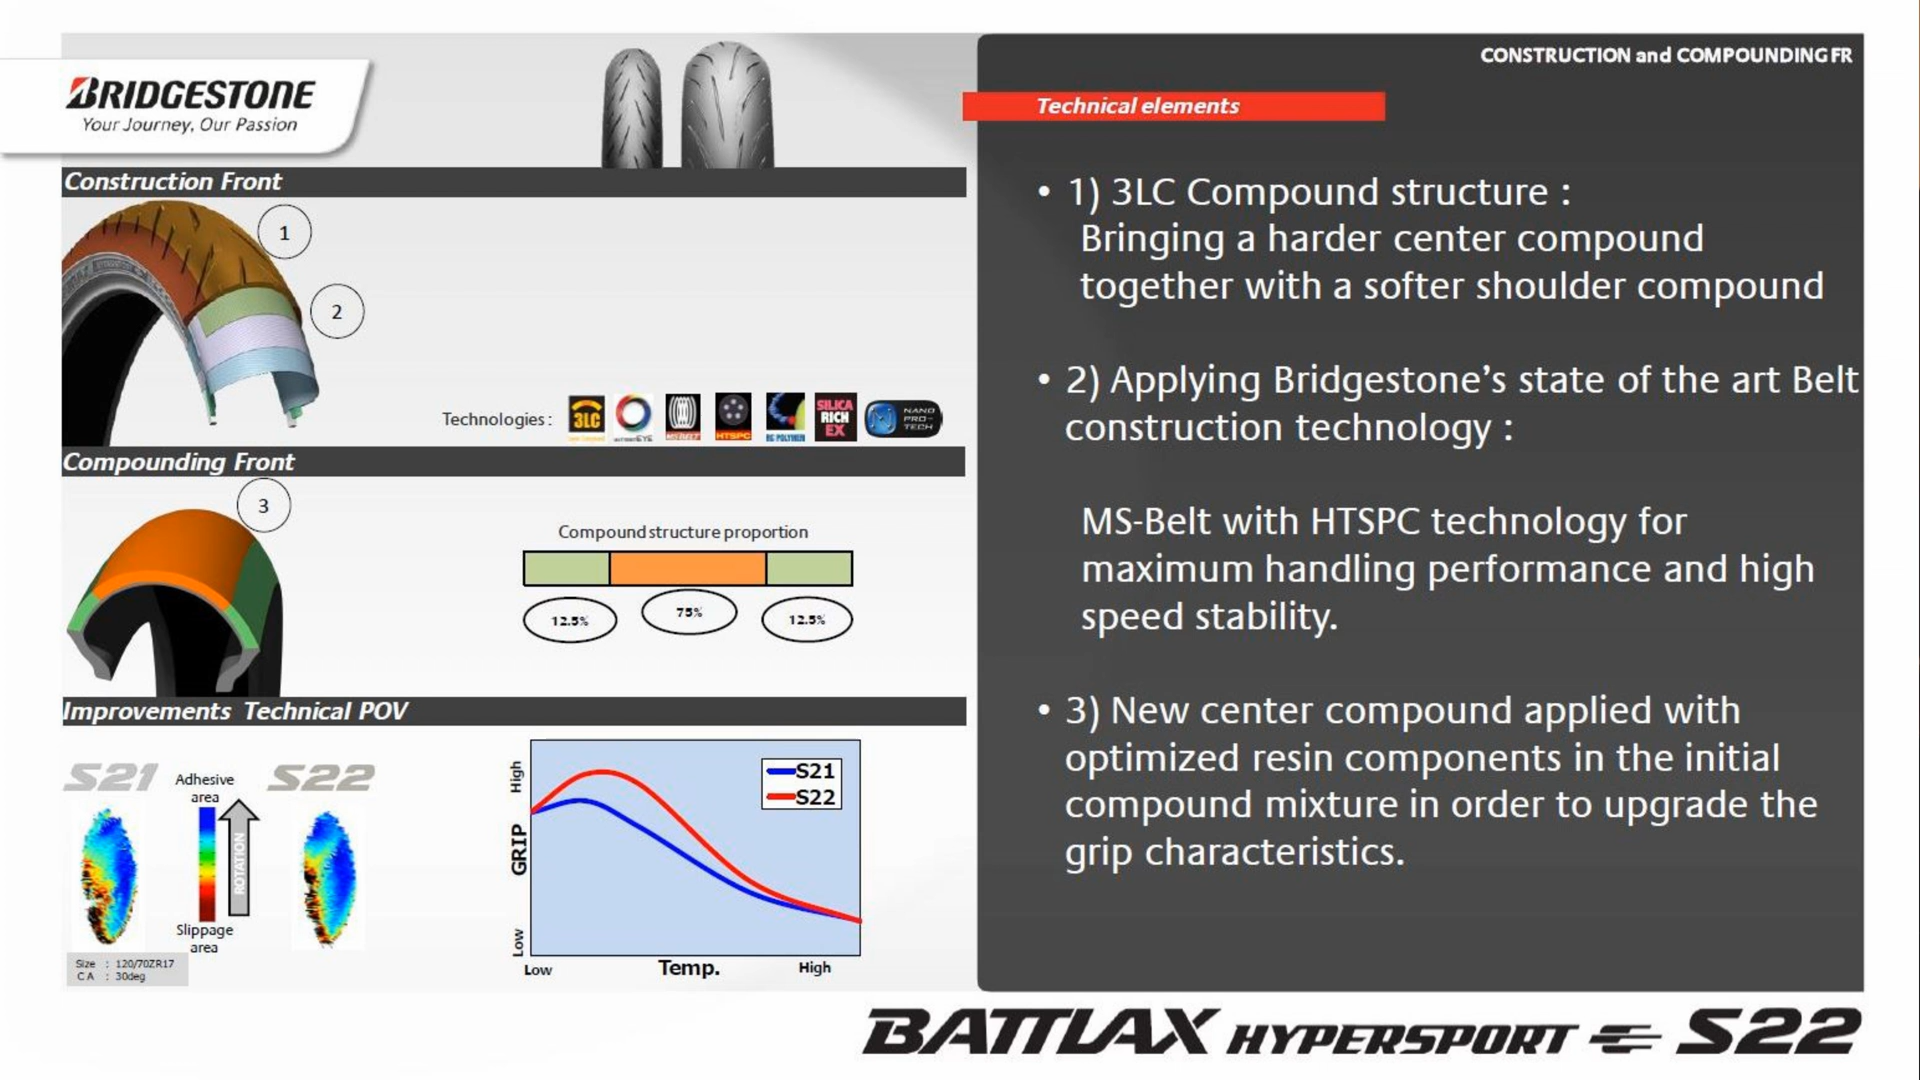 BRIDGESTONE
Your Journey, Our Passion
CONSTRUCTION and COMPOUNDING FR
Technical elements
Construction Front
1
2
Technologies :
3LC
HTSPC
RC POLYMER
SILICA
RICH
EX
NANO
PRO-
TECH
Compounding Front
3
Compound structure proportion
12.5%
75%
12.5%
Improvements Technical POV
S21
Adhesive
area
S22
ROTATION
Slippage
area
Size : 120/70ZR17
CA : 30deg
High
GRIP
Low
S21
S22
Low
Temp.
High
• 1) 3LC Compound structure :
Bringing a harder center compound
together with a softer shoulder compound
• 2) Applying Bridgestone's state of the art Belt
construction technology :
MS-Belt with HTSPC technology for
maximum handling performance and high
speed stability.
• 3) New center compound applied with
optimized resin components in the initial
compound mixture in order to upgrade the
grip characteristics.
BATTLAX HYPERSPORT S22